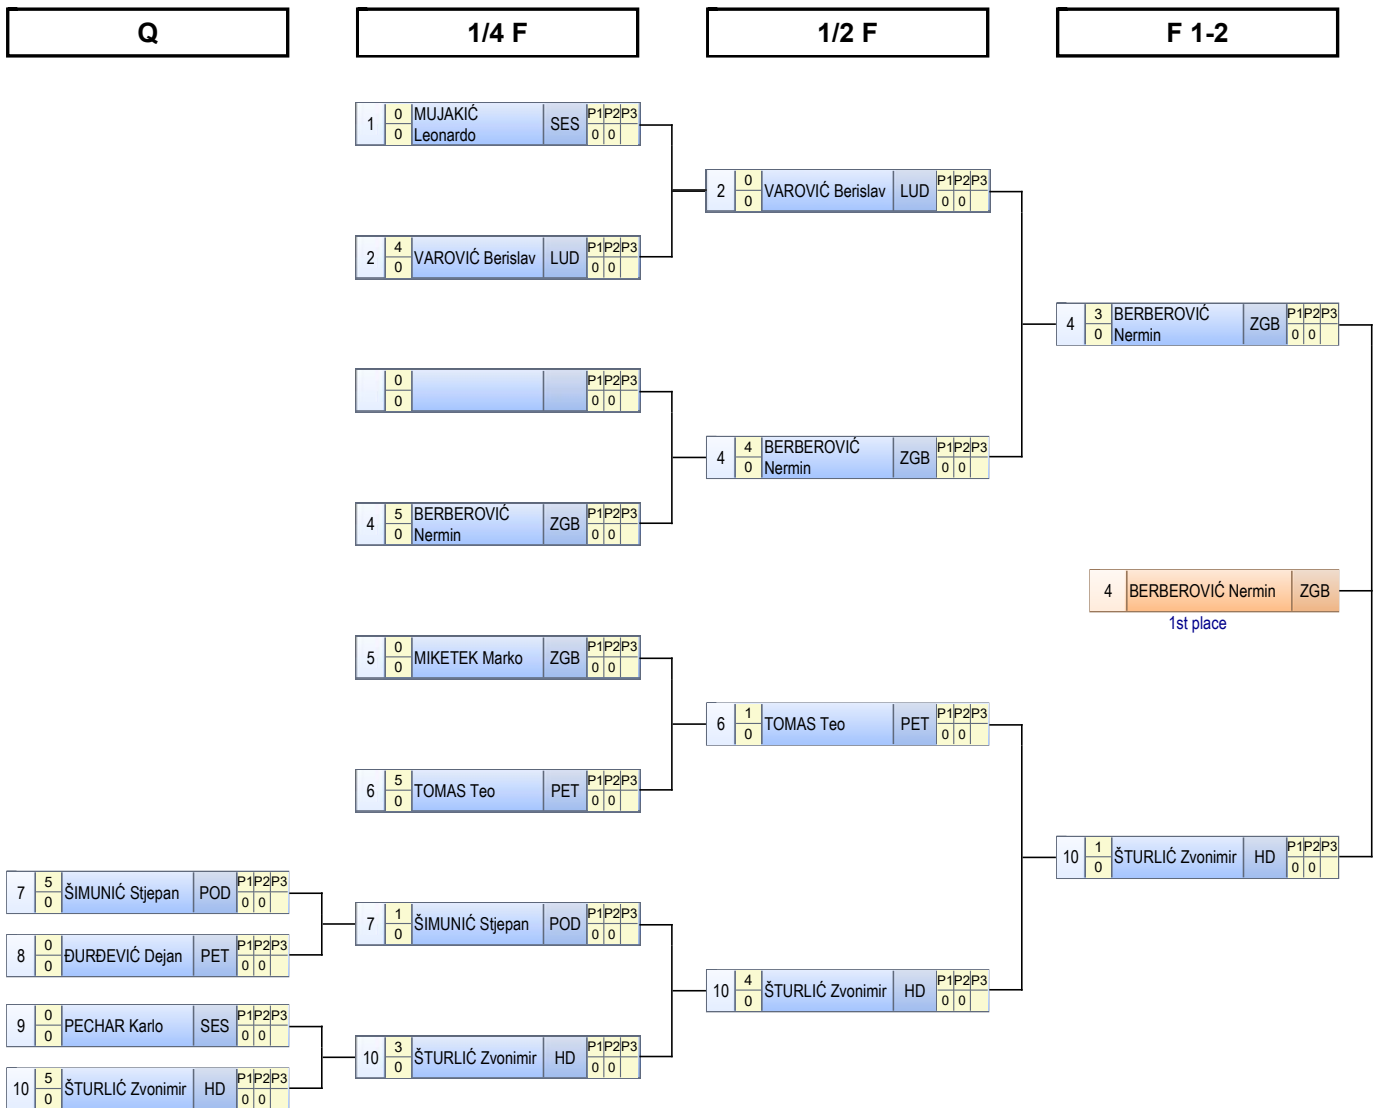 Q
1/4 F
1/2 F
F 1-2
1 0 MUJAKIĆ SES P1 P2 P3
0 Leonardo 0 0
2 0 VAROVIĆ Berislav LUD P1 P2 P3
0 0 0
2 4 VAROVIĆ Berislav LUD P1 P2 P3
0 0 0
4 3 BERBEROVIĆ ZGB P1 P2 P3
0 Nermin 0 0
0 P1 P2 P3
0 0 0
4 4 BERBEROVIĆ ZGB P1 P2 P3
0 Nermin 0 0
4 5 BERBEROVIĆ ZGB P1 P2 P3
0 Nermin 0 0
4 BERBEROVIĆ Nermin ZGB
1st place
5 0 MIKETEK Marko ZGB P1 P2 P3
0 0 0
6 1 TOMAS Teo PET P1 P2 P3
0 0 0
6 5 TOMAS Teo PET P1 P2 P3
0 0 0
10 1 ŠTURLIĆ Zvonimir HD P1 P2 P3
0 0 0
7 5 ŠIMUNIĆ Stjepan POD P1 P2 P3
0 0 0
7 1 ŠIMUNIĆ Stjepan POD P1 P2 P3
0 0 0
8 0 ĐURĐEVIĆ Dejan PET P1 P2 P3
0 0 0
10 4 ŠTURLIĆ Zvonimir HD P1 P2 P3
0 0 0
9 0 PECHAR Karlo SES P1 P2 P3
0 0 0
10 3 ŠTURLIĆ Zvonimir HD P1 P2 P3
0 0 0
10 5 ŠTURLIĆ Zvonimir HD P1 P2 P3
0 0 0